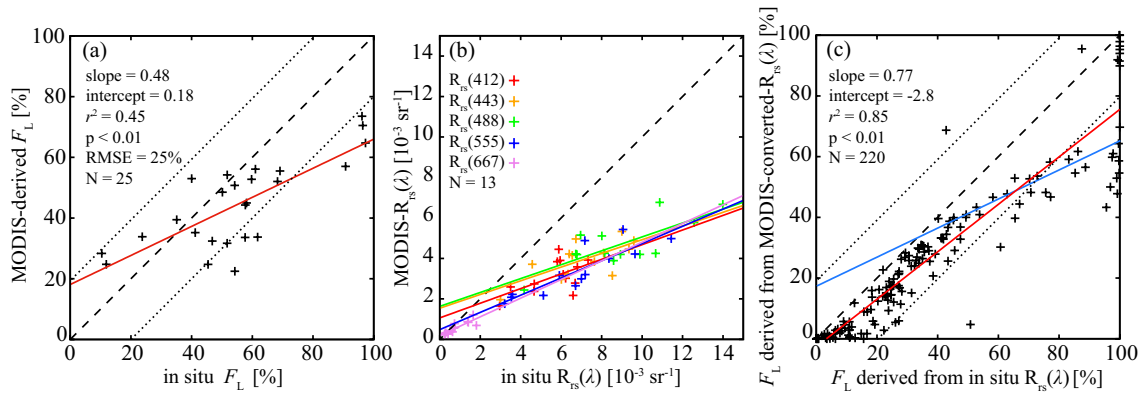 (a)
slope = 0.48
intercept = 0.18
r² = 0.45
p < 0.01
RMSE = 25%
N = 25
MODIS-derived F_L [%]
100
80
60
40
20
0
0 20 40 60 80 100
in situ F_L [%]
(b)
R_rs(412)
R_rs(443)
R_rs(488)
R_rs(555)
R_rs(667)
N = 13
MODIS-R_rs(λ) [10⁻³ sr⁻¹]
15
14
12
10
8
6
4
2
0
0 2 4 6 8 10 12 14
in situ R_rs(λ) [10⁻³ sr⁻¹]
(c)
slope = 0.77
intercept = -2.8
r² = 0.85
p < 0.01
N = 220
F_L derived from MODIS-converted-R_rs(λ) [%]
100
80
60
40
20
0
0 20 40 60 80 100
F_L derived from in situ R_rs(λ) [%]